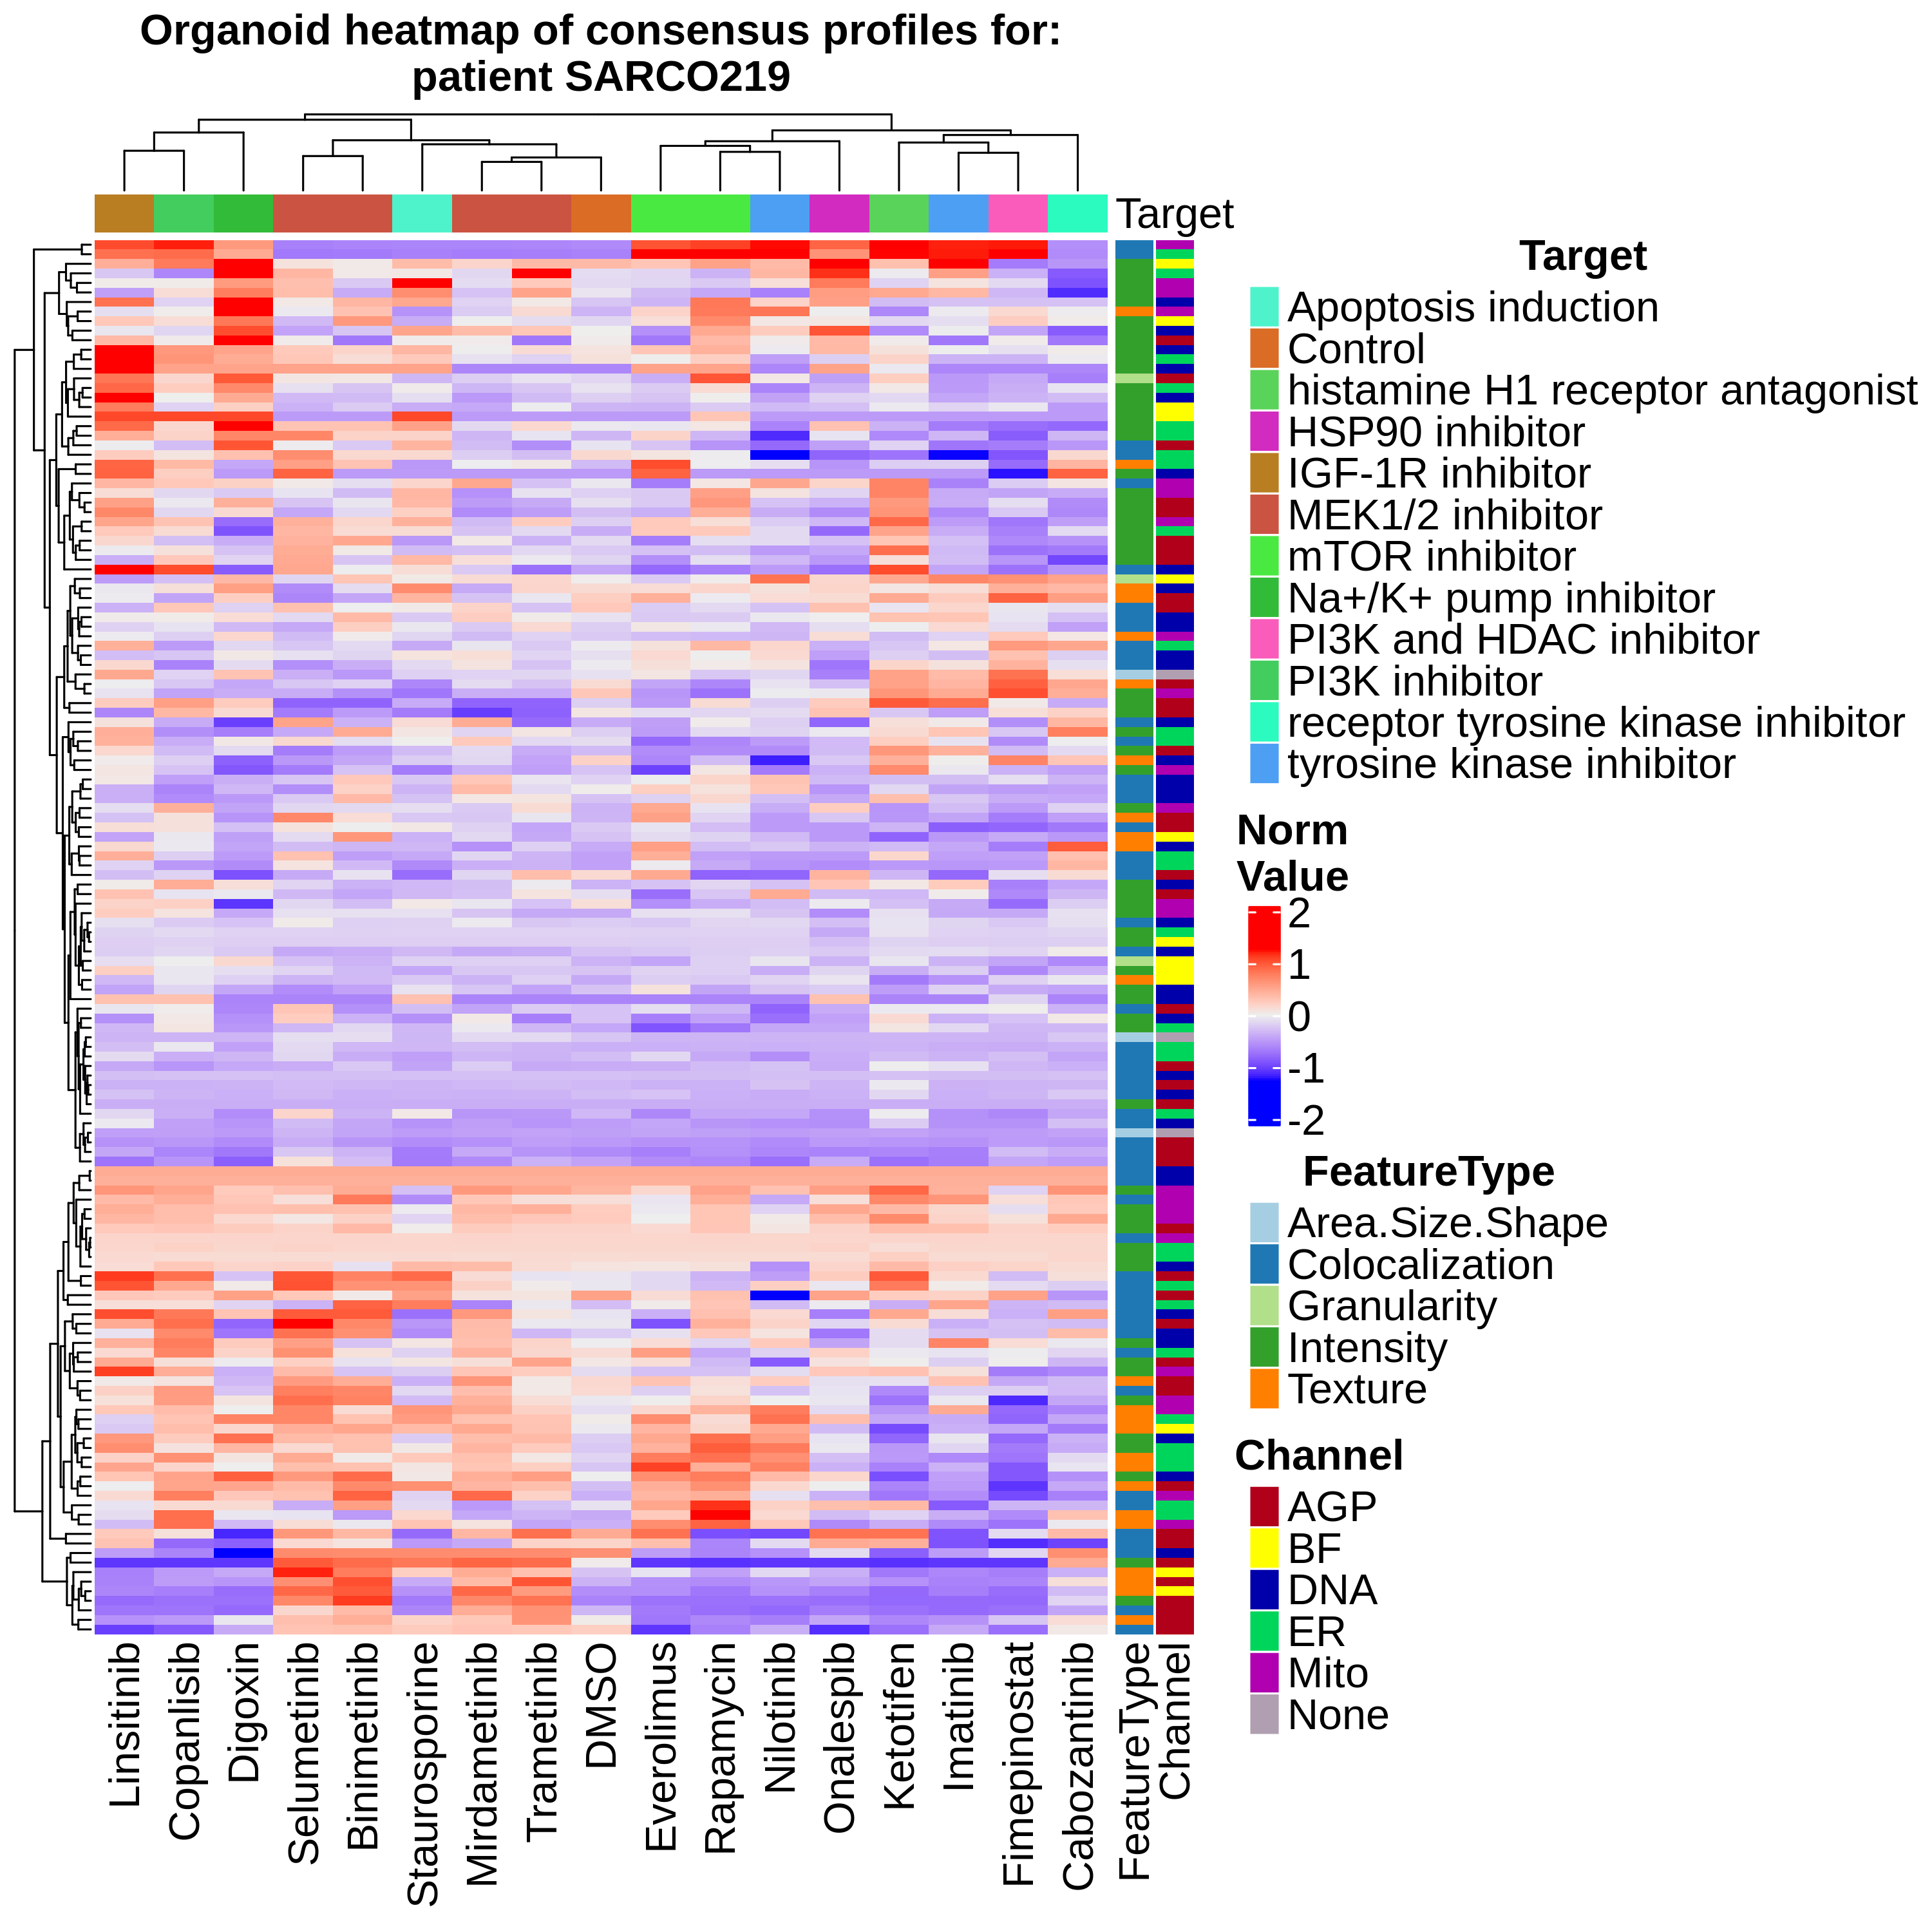 Organoid heatmap of consensus profiles for:
patient SARCO219
Target
Target
Apoptosis induction
Control
histamine H1 receptor antagonist
HSP90 inhibitor
IGF-1R inhibitor
MEK1/2 inhibitor
mTOR inhibitor
Na+/K+ pump inhibitor
PI3K and HDAC inhibitor
PI3K inhibitor
receptor tyrosine kinase inhibitor
tyrosine kinase inhibitor
Norm
Value
2
1
0
-1
-2
FeatureType
Area.Size.Shape
Colocalization
Granularity
Intensity
Texture
Channel
AGP
BF
DNA
ER
Mito
None
Linsitinib
Copanlisib
Digoxin
Selumetinib
Binimetinib
Staurosporine
Mirdametinib
Trametinib
DMSO
Everolimus
Rapamycin
Nilotinib
Onalespib
Ketotifen
Imatinib
Fimepinostat
Cabozantinib
FeatureType
Channel